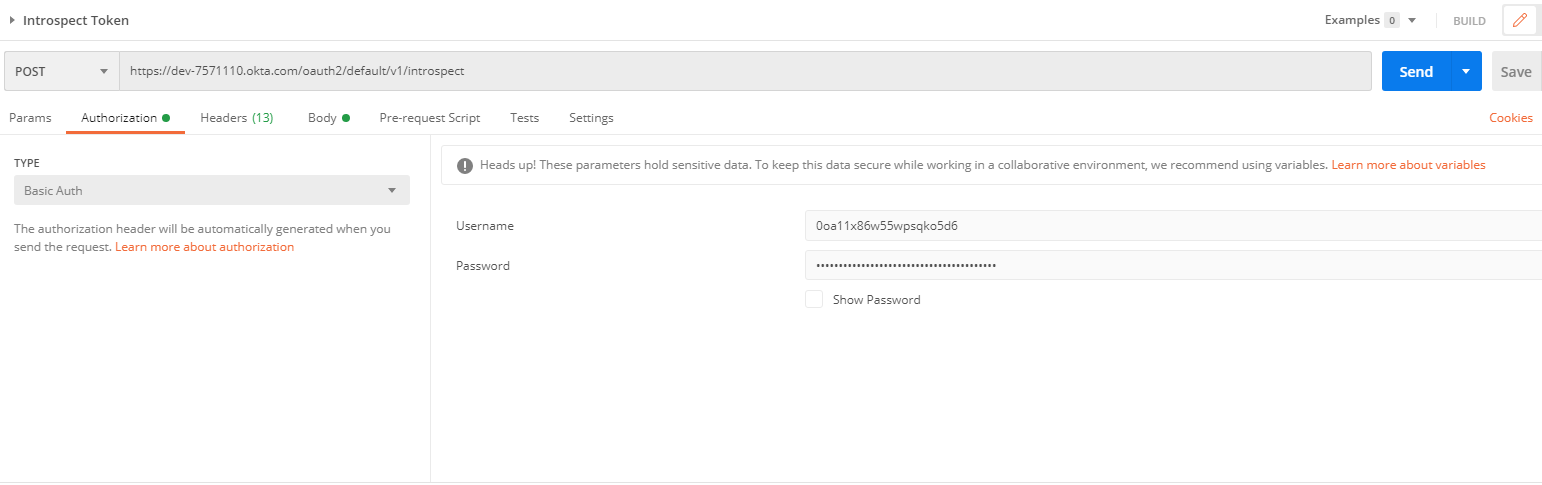 Introspect Token
Examples 0
BUILD
POST
https://dev-7571110.okta.com/oauth2/default/v1/introspect
Send
Save
Params
Authorization
Headers (13)
Body
Pre-request Script
Tests
Settings
Cookies
TYPE
Basic Auth
The authorization header will be automatically generated when you
send the request. Learn more about authorization
Heads up! These parameters hold sensitive data. To keep this data secure while working in a collaborative environment, we recommend using variables. Learn more about variables
Username
0oa11x86w55wpsqko5d6
Password
••••••••••••••••••••••••••••••••••••••••
Show Password